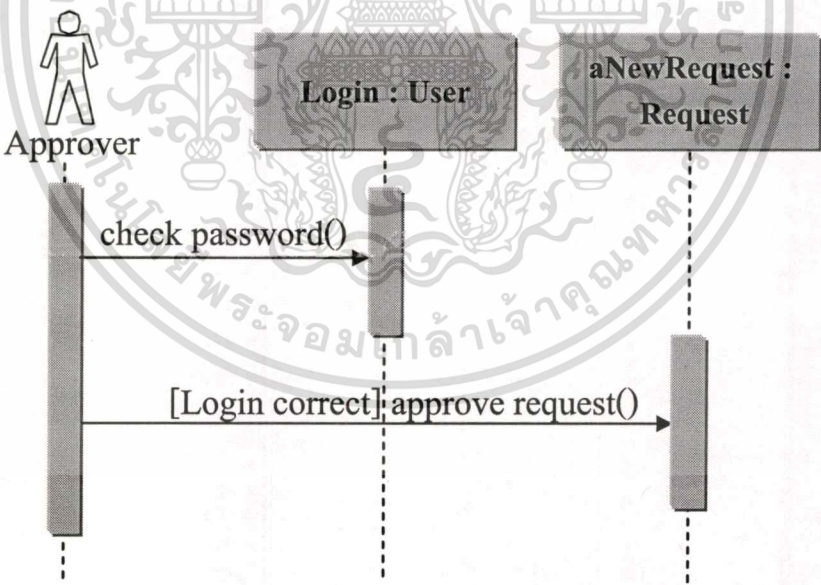 Approver
Login : User
aNewRequest :
Request
check password()
[Login correct] approve request()